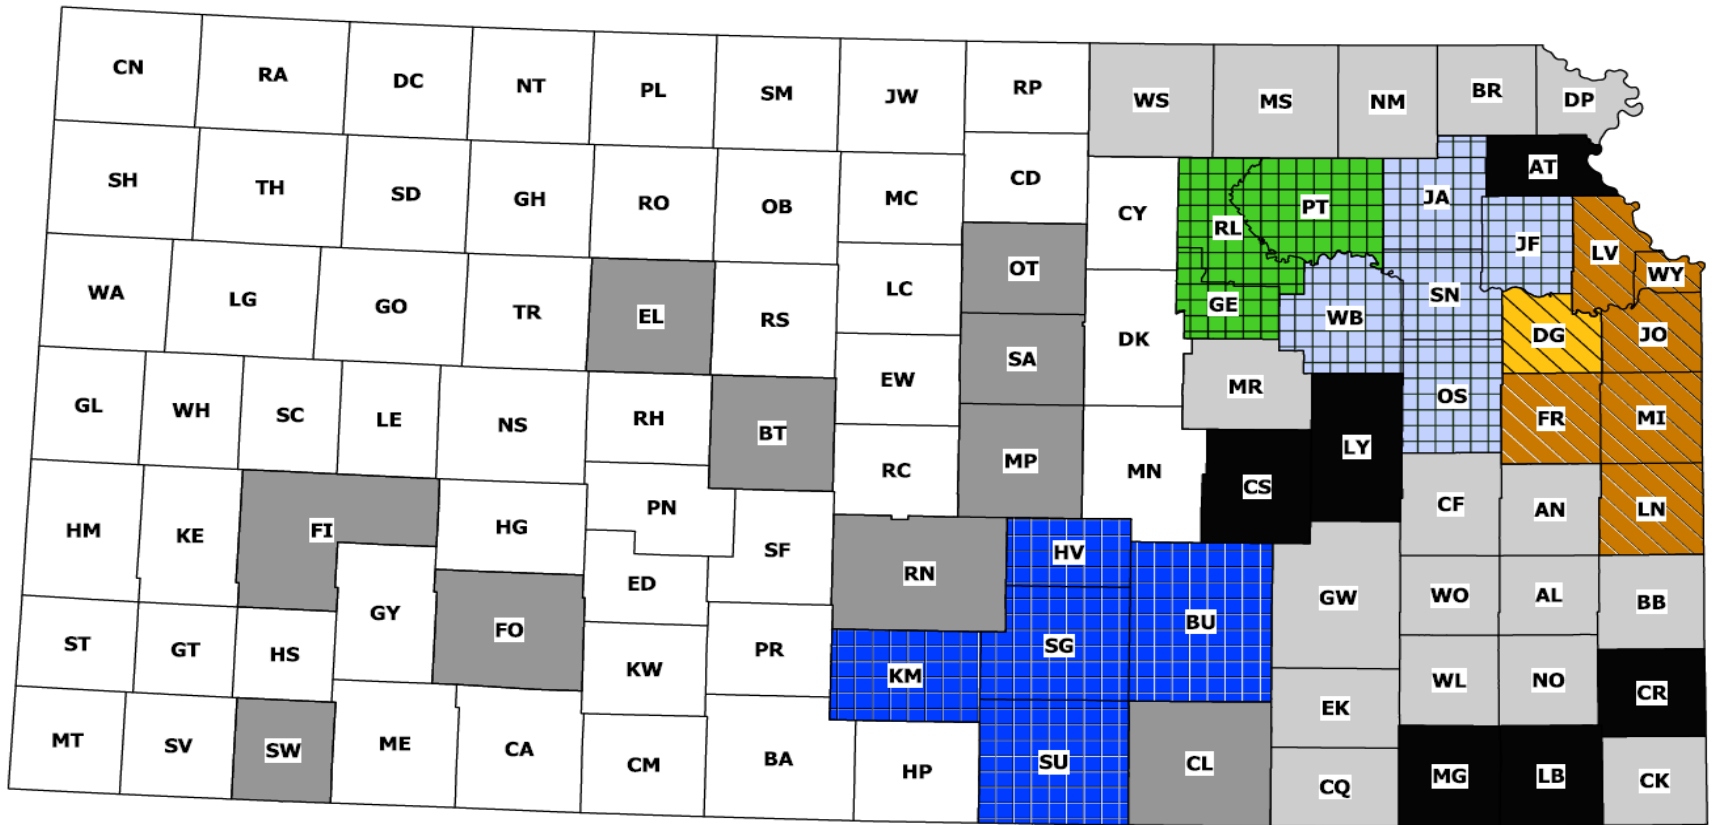 CN
RA
DC
NT
PL
SM
JW
RP
WS
MS
NM
BR
DP
SH
TH
SD
GH
RO
OB
MC
CD
CY
RL
PT
JA
AT
JF
LV
WY
WA
LG
GO
TR
EL
RS
LC
OT
SA
DK
GE
WB
SN
DG
JO
GL
WH
SC
LE
NS
RH
BT
EW
MR
OS
FR
MI
HM
KE
FI
HG
PN
SF
RC
MP
MN
CS
LY
CF
AN
LN
ED
RN
HV
GW
WO
AL
BB
ST
GT
HS
GY
FO
KW
PR
KM
SG
BU
EK
WL
NO
CR
MT
SV
SW
ME
CA
CM
BA
HP
SU
CL
CQ
MG
LB
CK